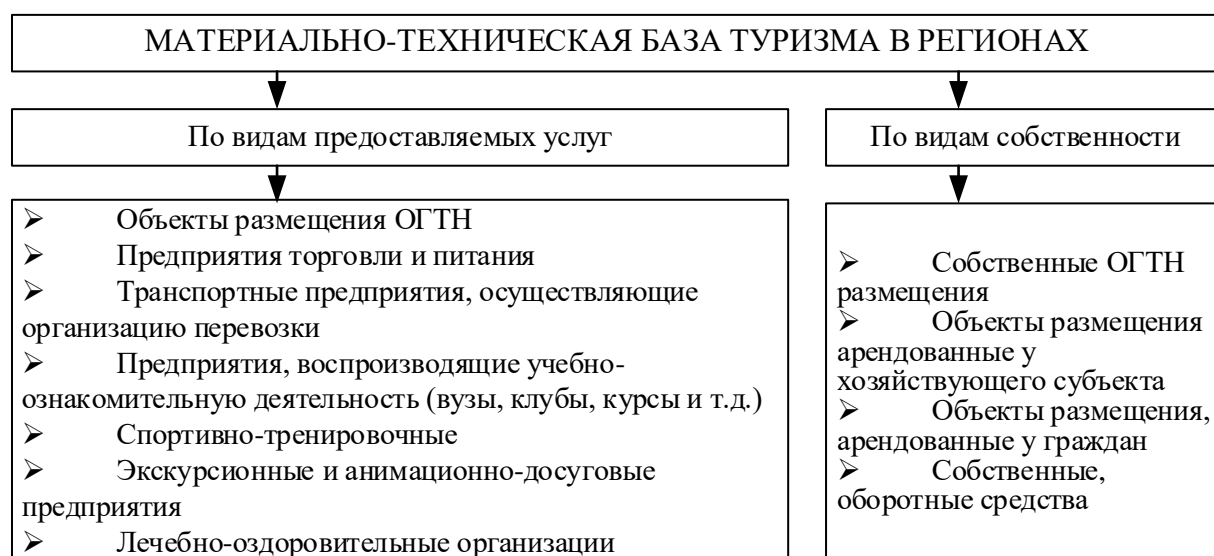 МАТЕРИАЛЬНО-ТЕХНИЧЕСКАЯ БАЗА ТУРИЗМА В РЕГИОНАХ
По видам предоставляемых услуг
По видам собственности
➢ Объекты размещения ОГТН
➢ Предприятия торговли и питания
➢ Транспортные предприятия, осуществляющие
организацию перевозки
➢ Предприятия, воспроизводящие учебно-
ознакомительную деятельность (вузы, клубы, курсы и т.д.)
➢ Спортивно-тренировочные
➢ Экскурсионные и анимационно-досуговые
предприятия
➢ Лечебно-оздоровительные организации
➢ Собственные ОГТН
размещения
➢ Объекты размещения
арендованные у
хозяйствующего субъекта
➢ Объекты размещения,
арендованные у граждан
➢ Собственные,
оборотные средства